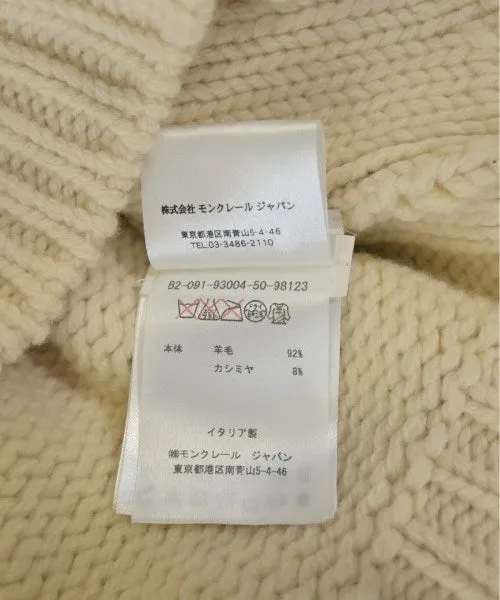 株式会社 モンクレール ジャパン
東京都港区南青山5-4-46
TEL.03-3486-2110
B2-091-93004-50-98123
本体 羊毛 92%
カシミヤ 8%
イタリア製
㈱モンクレール ジャパン
東京都港区南青山5-4-46